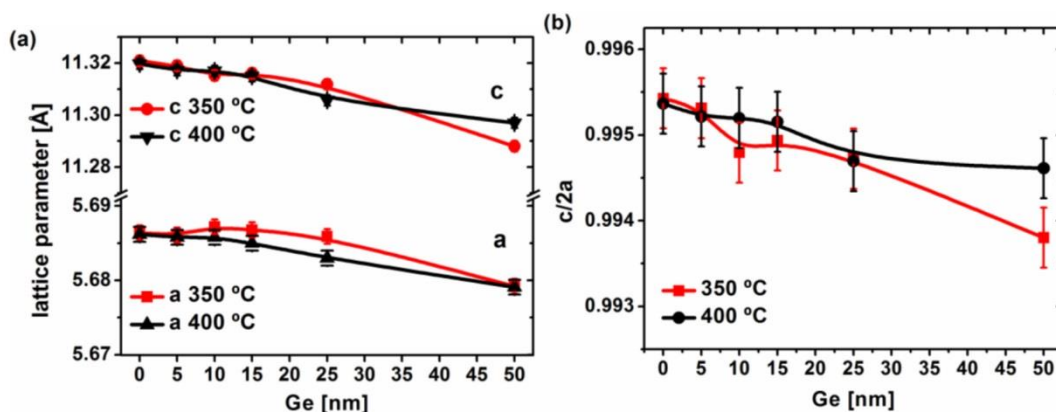 (a)
11.32
11.30
11.28
5.69
5.68
5.67
lattice parameter [Å]
c 350 ºC
c 400 ºC
c
a
a 350 ºC
a 400 ºC
0 5 10 15 20 25 30 35 40 45 50
Ge [nm]
(b)
0.996
0.995
0.994
0.993
c/2a
350 ºC
400 ºC
0 5 10 15 20 25 30 35 40 45 50
Ge [nm]